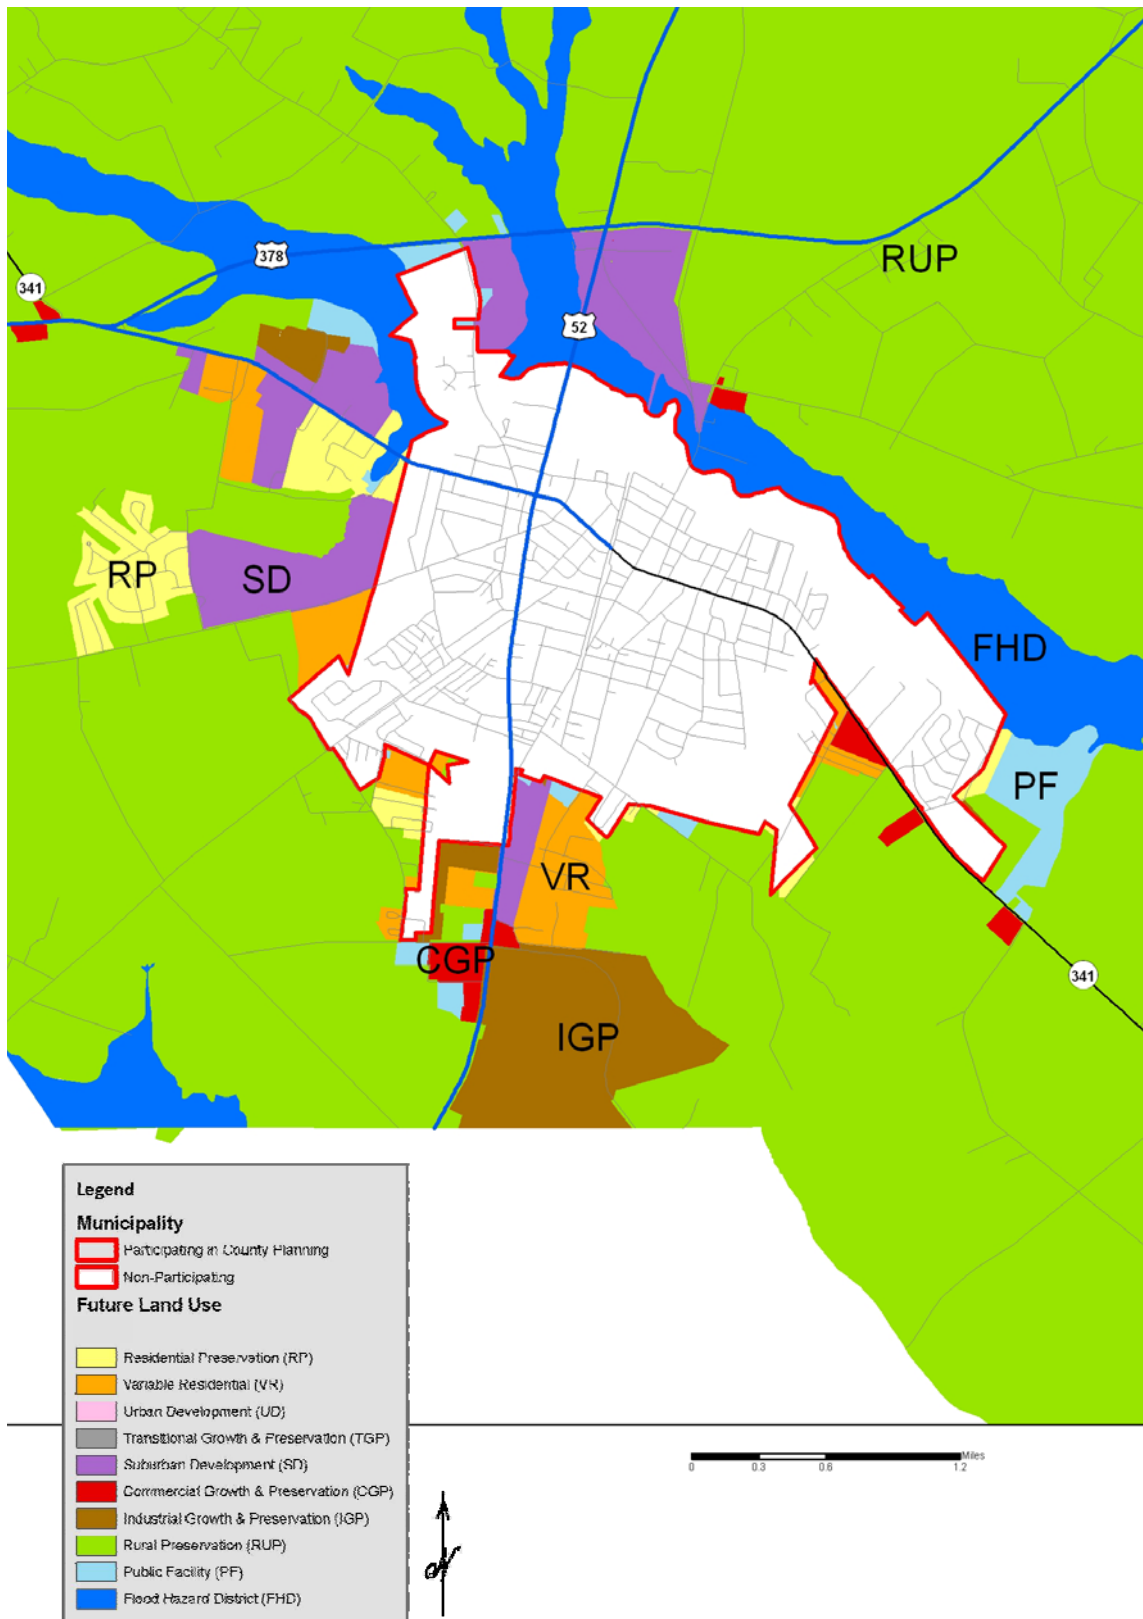 378
341
RUP
52
RP
SD
FHD
PF
VR
CGP
341
IGP
Legend
Municipality
Participating in County Planning
Non-Participating
Future Land Use
Residential Preservation (RP)
Variable Residential (VR)
Urban Development (UD)
Transitional Growth & Preservation (TGP)
Suburban Development (SD)
Commercial Growth & Preservation (CGP)
Industrial Growth & Preservation (IGP)
Rural Preservation (RUP)
Public Facility (PF)
Flood Hazard District (FHD)
Miles
0 0.3 0.6 1.2
N